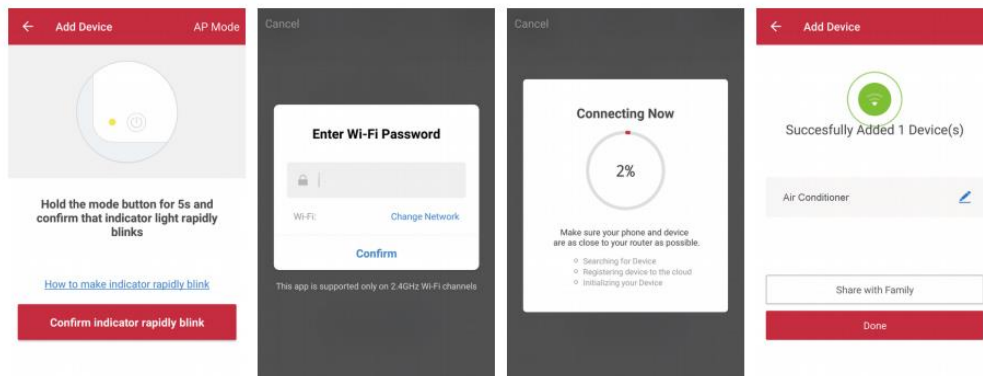 Add Device
AP Mode
Hold the mode button for 5s and
confirm that indicator light rapidly
blinks
How to make indicator rapidly blink
Confirm indicator rapidly blink
Cancel
Enter Wi-Fi Password
Wi-Fi:
Change Network
Confirm
This app is supported only on 2.4GHz Wi-Fi channels
Cancel
Connecting Now
2%
Make sure your phone and device
are as close to your router as possible.
Searching for Device
Registering device to the cloud
Initializing your Device
Add Device
Succesfully Added 1 Device(s)
Air Conditioner
Share with Family
Done